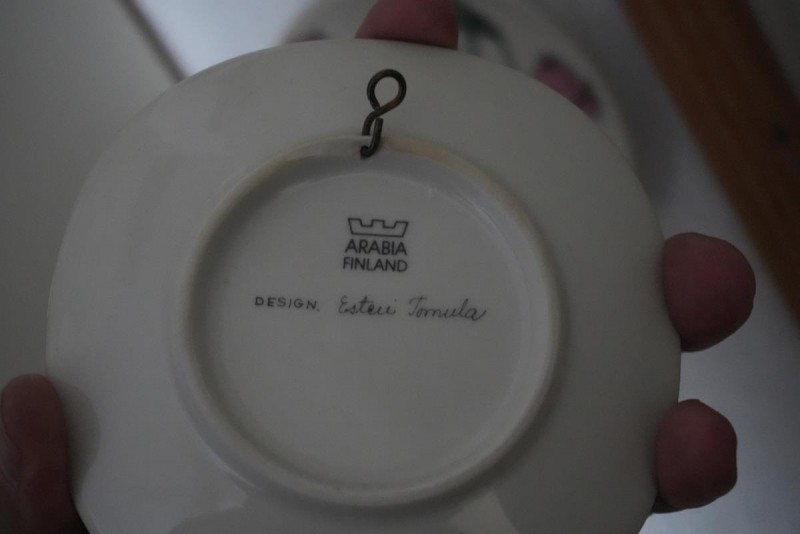 ARABIA
FINLAND
DESIGN. Esteri Tomula